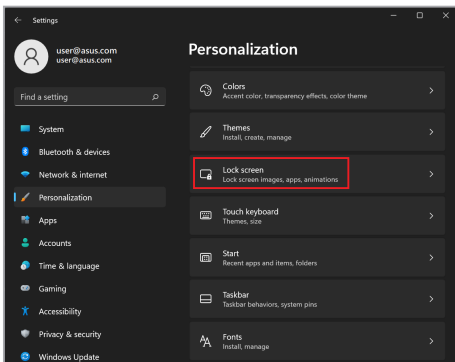 Settings
user@asus.com
user@asus.com
Find a setting
System
Bluetooth & devices
Network & internet
Personalization
Apps
Accounts
Time & language
Gaming
Accessibility
Privacy & security
Windows Update
Personalization
Colors
Accent color, transparency effects, color theme
Themes
Install, create, manage
Lock screen
Lock screen images, apps, animations
Touch keyboard
Themes, size
Start
Recent apps and items, folders
Taskbar
Taskbar behaviors, system pins
Fonts
Install, manage